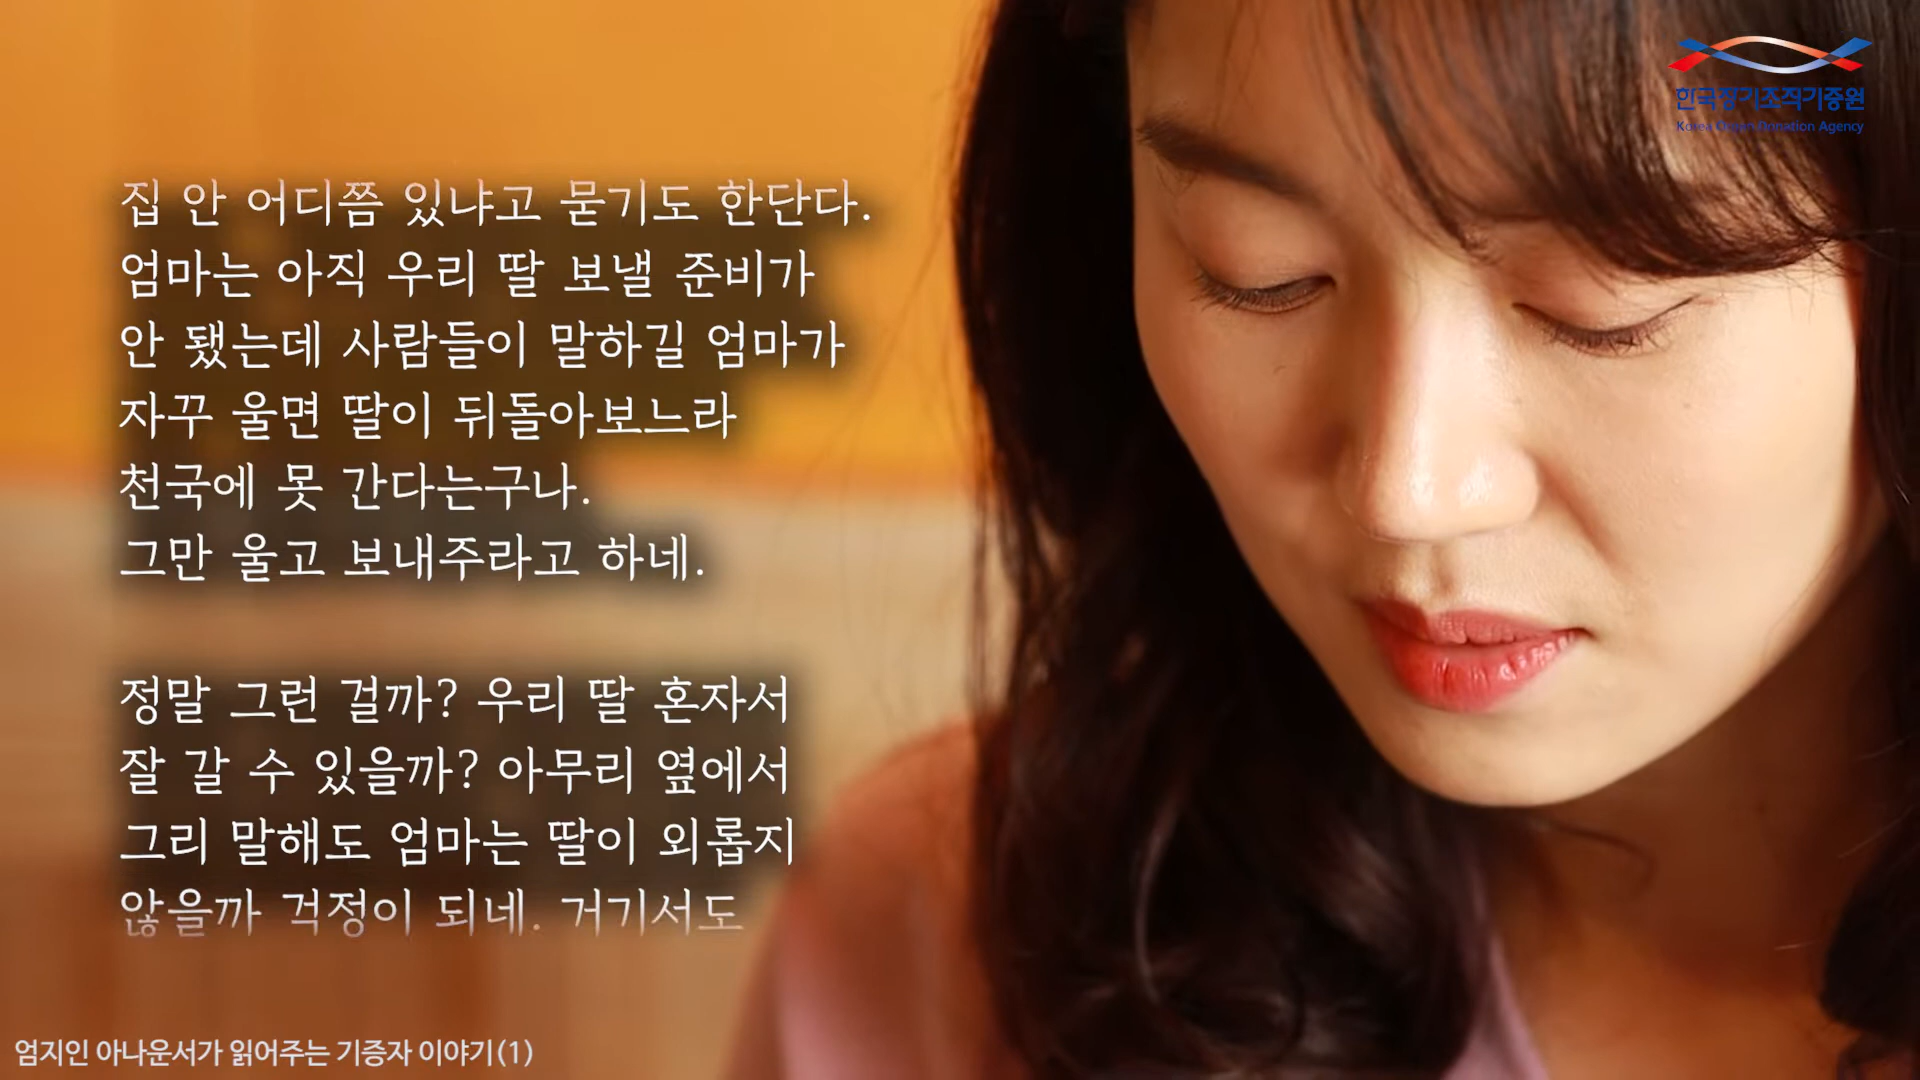 한국장기조직기증원
Korea Organ Donation Agency
집 안 어디쯤 있냐고 묻기도 한단다.
엄마는 아직 우리 딸 보낼 준비가
안 됐는데 사람들이 말하길 엄마가
자꾸 울면 딸이 뒤돌아보느라
천국에 못 간다는구나.
그만 울고 보내주라고 하네.
정말 그런 걸까? 우리 딸 혼자서
잘 갈 수 있을까? 아무리 옆에서
그리 말해도 엄마는 딸이 외롭지
않을까 걱정이 되네. 거기서도
엄지인 아나운서가 읽어주는 기증자 이야기(1)